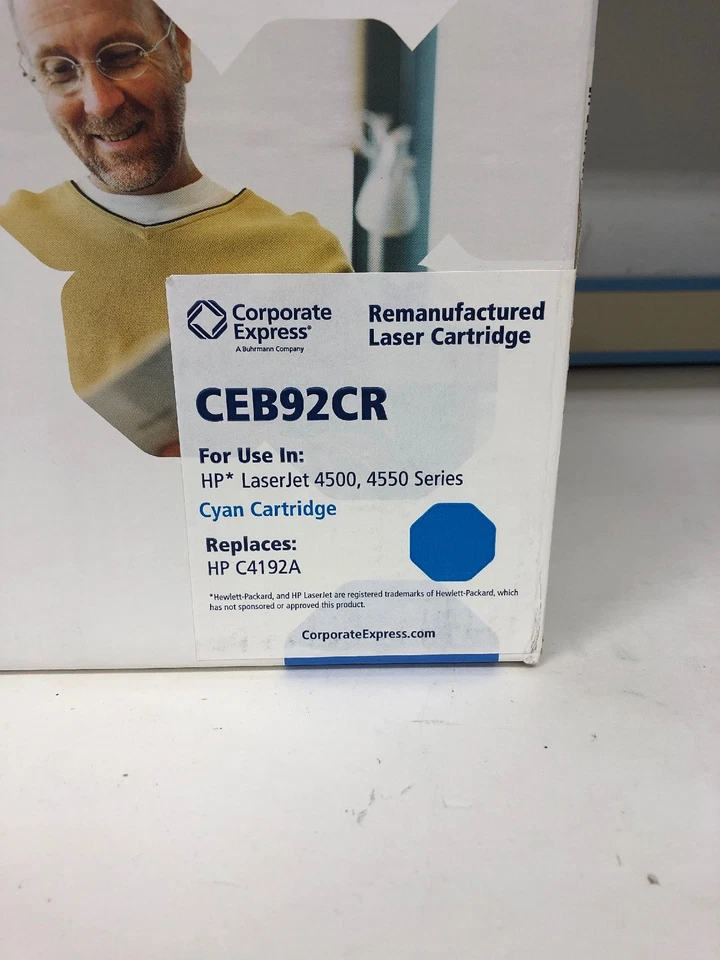 Corporate
Express®
A Buhrmann Company
Remanufactured
Laser Cartridge
CEB92CR
For Use In:
HP* LaserJet 4500, 4550 Series
Cyan Cartridge
Replaces:
HP C4192A
*Hewlett-Packard, and HP LaserJet are registered trademarks of Hewlett-Packard, which
has not sponsored or approved this product.
CorporateExpress.com